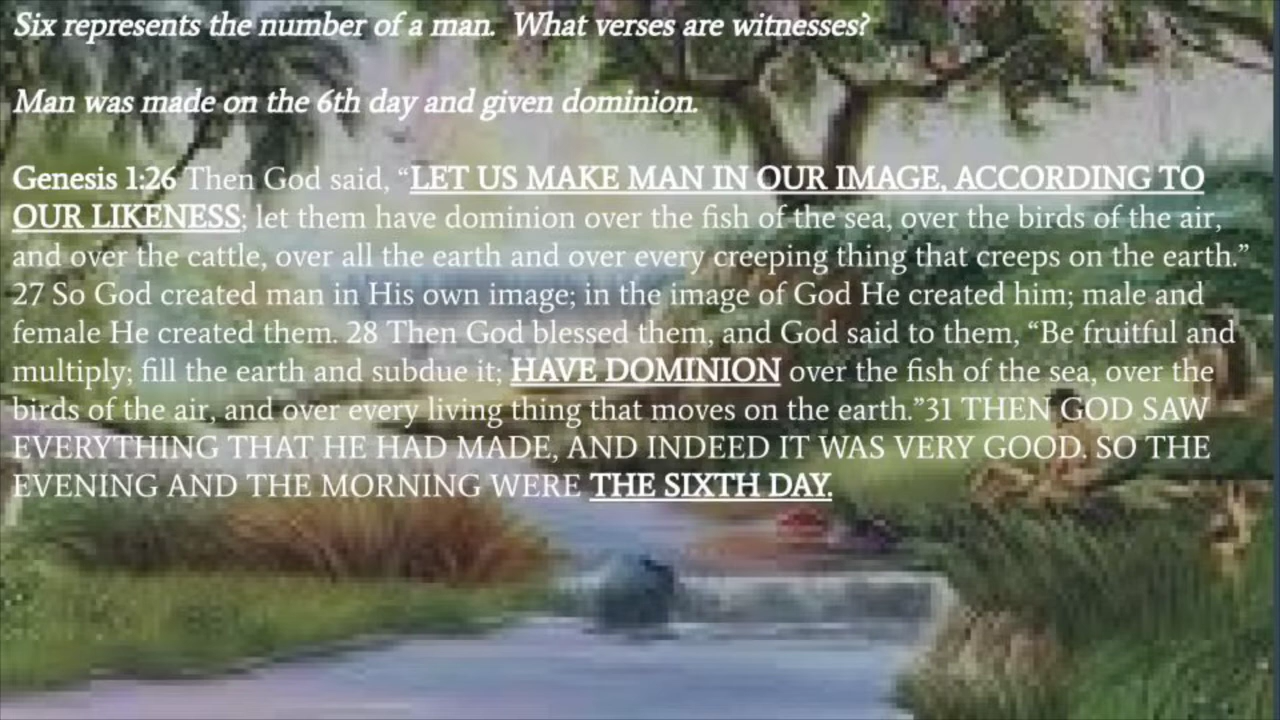 Six represents the number of a man.  What verses are witnesses?
Man was made on the 6th day and given dominion.
Genesis 1:26 Then God said, “LET US MAKE MAN IN OUR IMAGE, ACCORDING TO
OUR LIKENESS; let them have dominion over the fish of the sea, over the birds of the air,
and over the cattle, over all the earth and over every creeping thing that creeps on the earth.”
27 So God created man in His own image; in the image of God He created him; male and
female He created them. 28 Then God blessed them, and God said to them, “Be fruitful and
multiply; fill the earth and subdue it; HAVE DOMINION over the fish of the sea, over the
birds of the air, and over every living thing that moves on the earth.”31 THEN GOD SAW
EVERYTHING THAT HE HAD MADE, AND INDEED IT WAS VERY GOOD. SO THE
EVENING AND THE MORNING WERE THE SIXTH DAY.